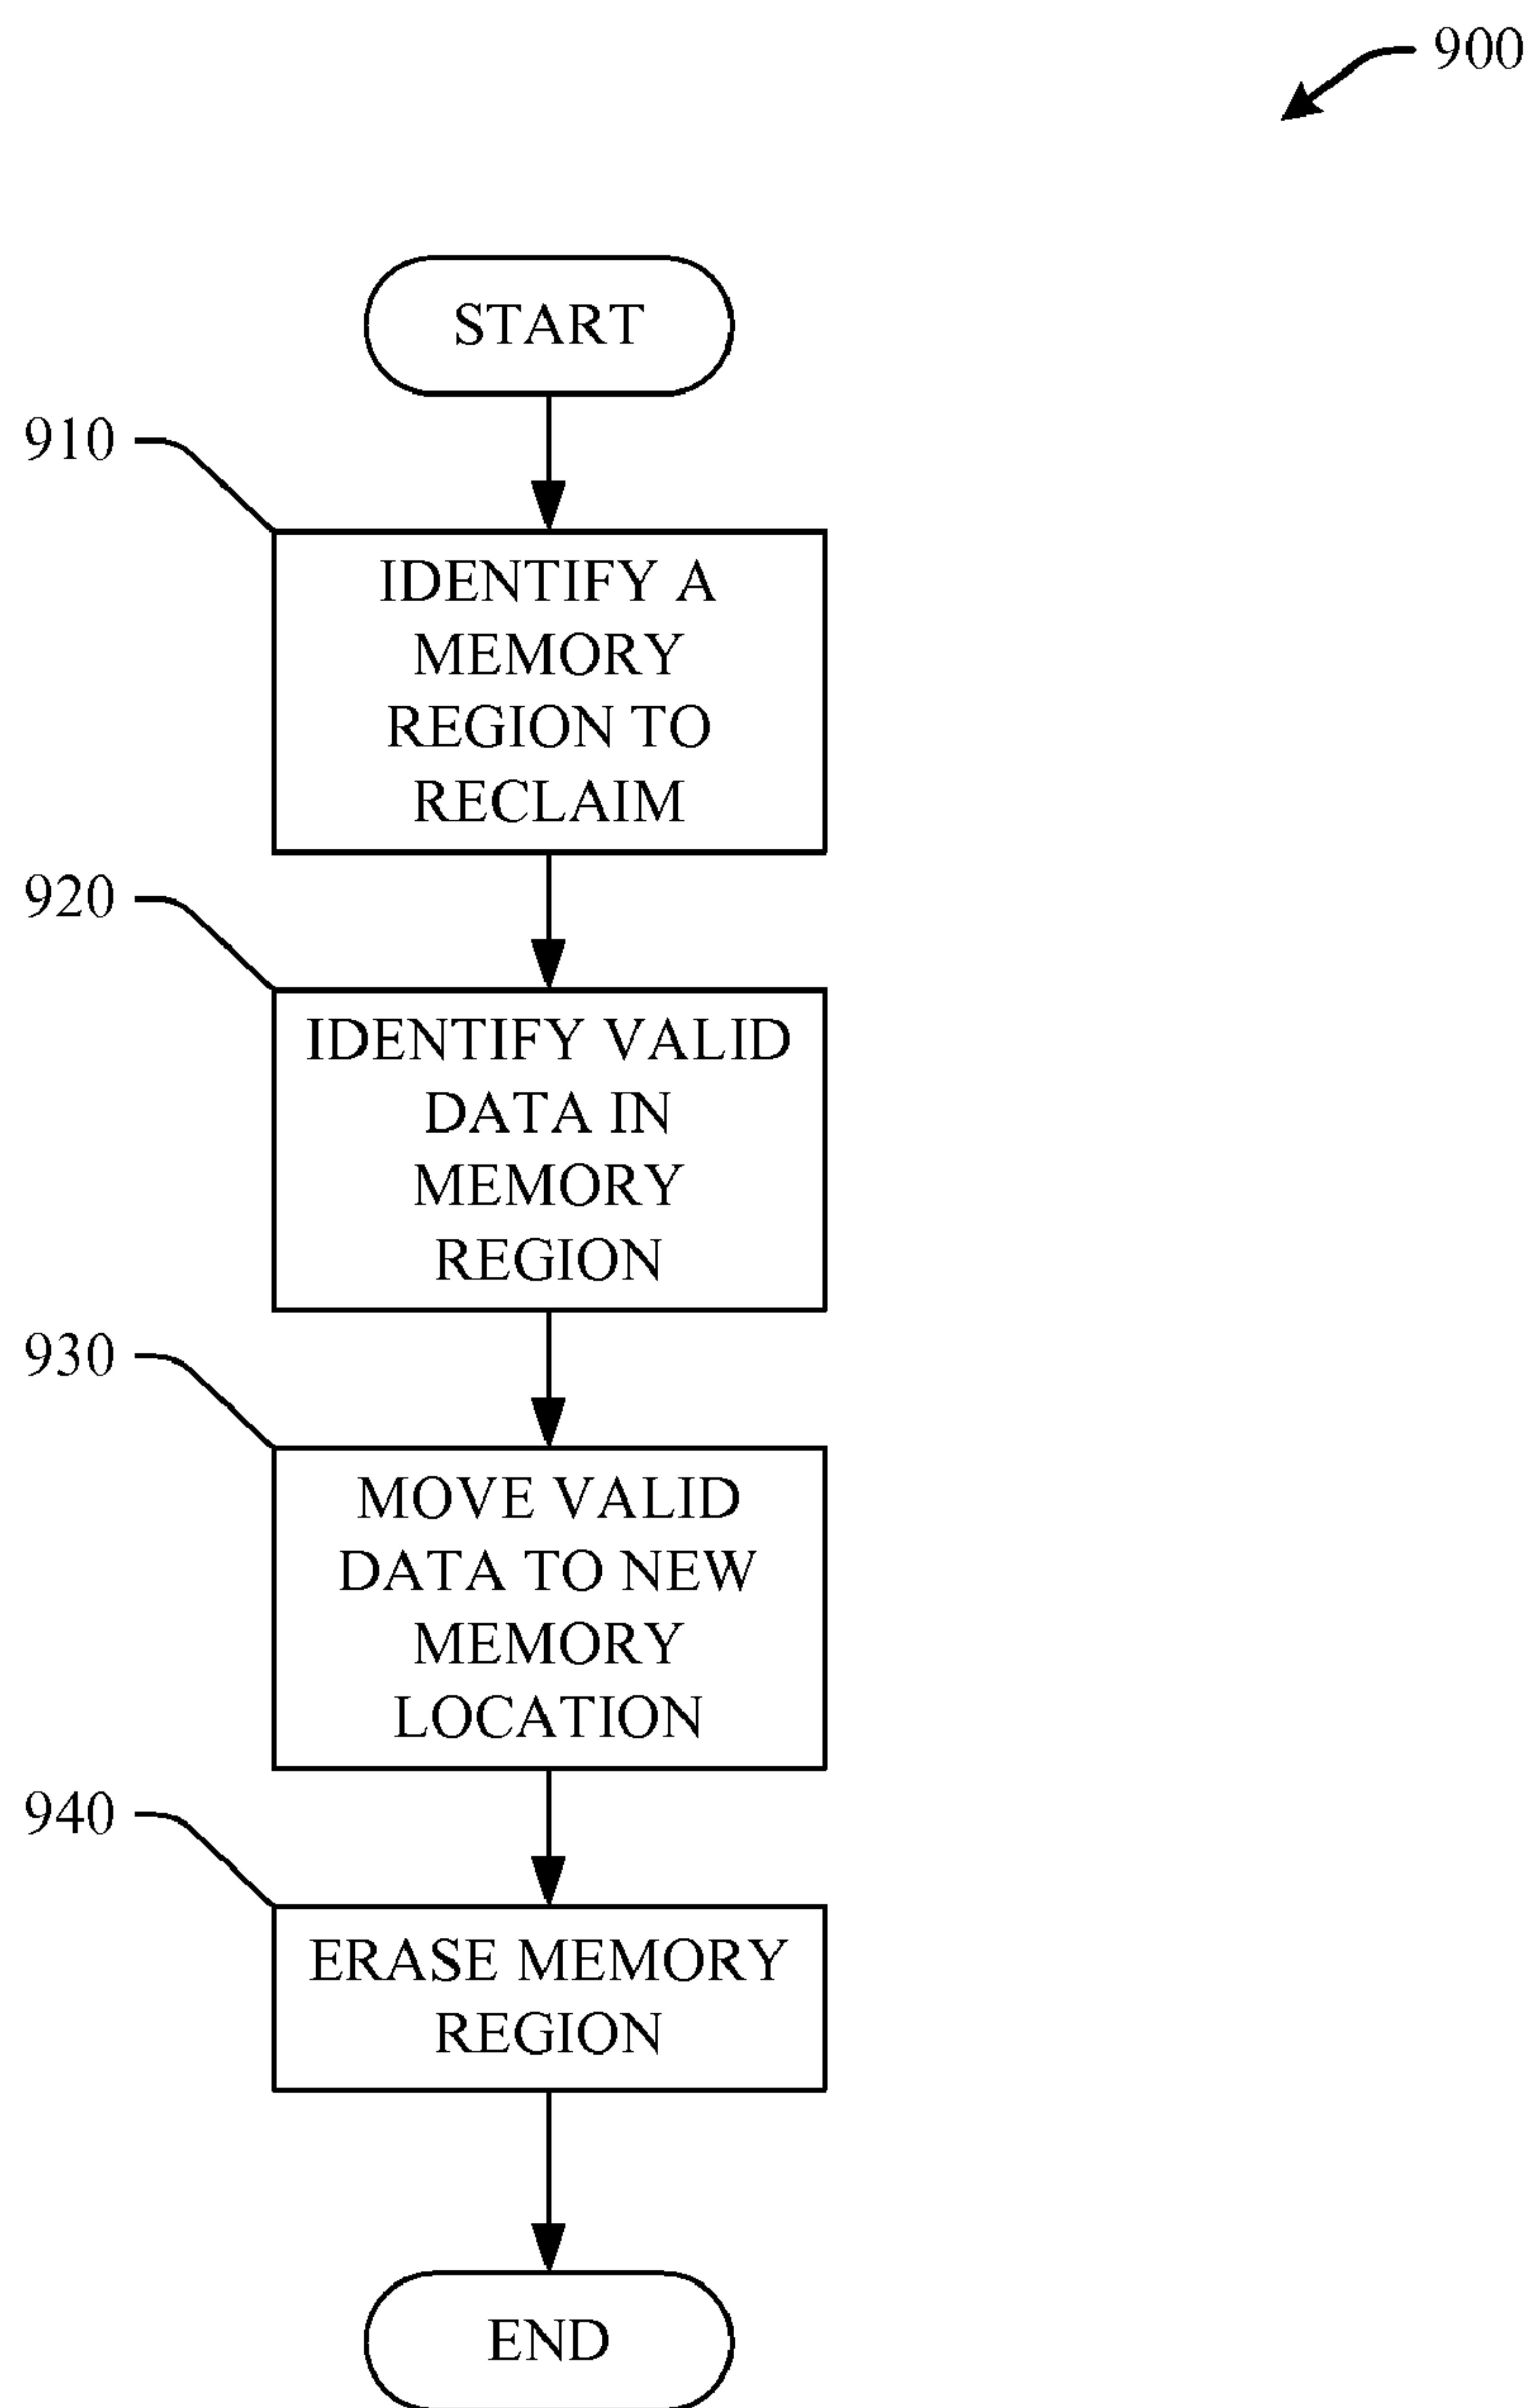 900
START
910
IDENTIFY A
MEMORY
REGION TO
RECLAIM
920
IDENTIFY VALID
DATA IN
MEMORY
REGION
930
MOVE VALID
DATA TO NEW
MEMORY
LOCATION
940
ERASE MEMORY
REGION
END